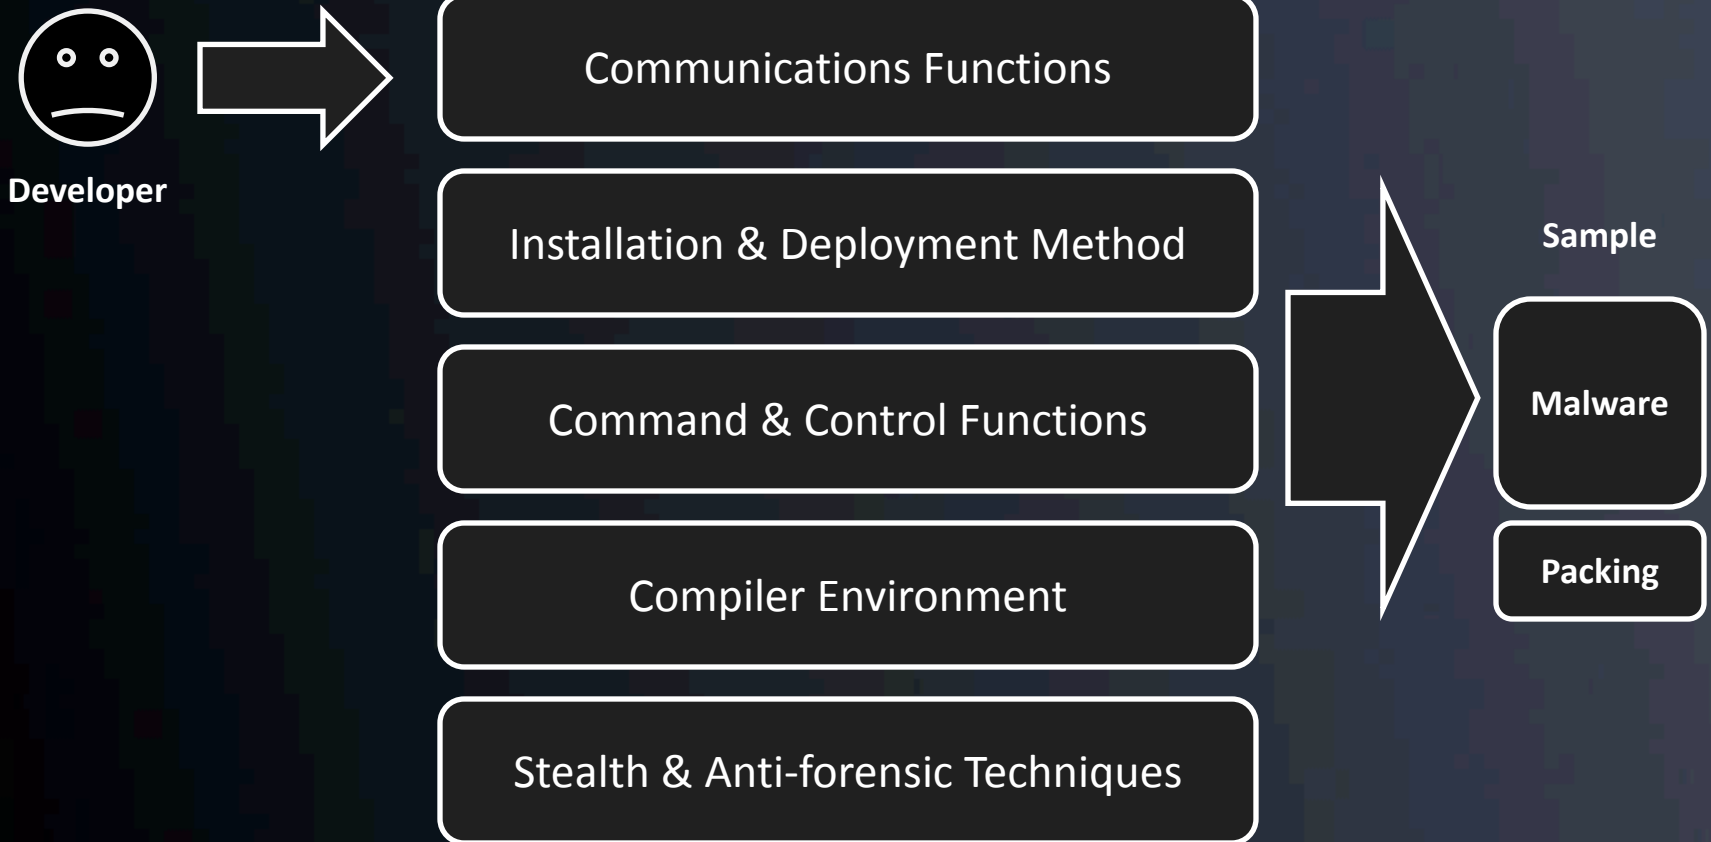 Communications Functions
Developer
Installation & Deployment Method
Sample
Command & Control Functions
Malware
Compiler Environment
Packing
Stealth & Anti-forensic Techniques